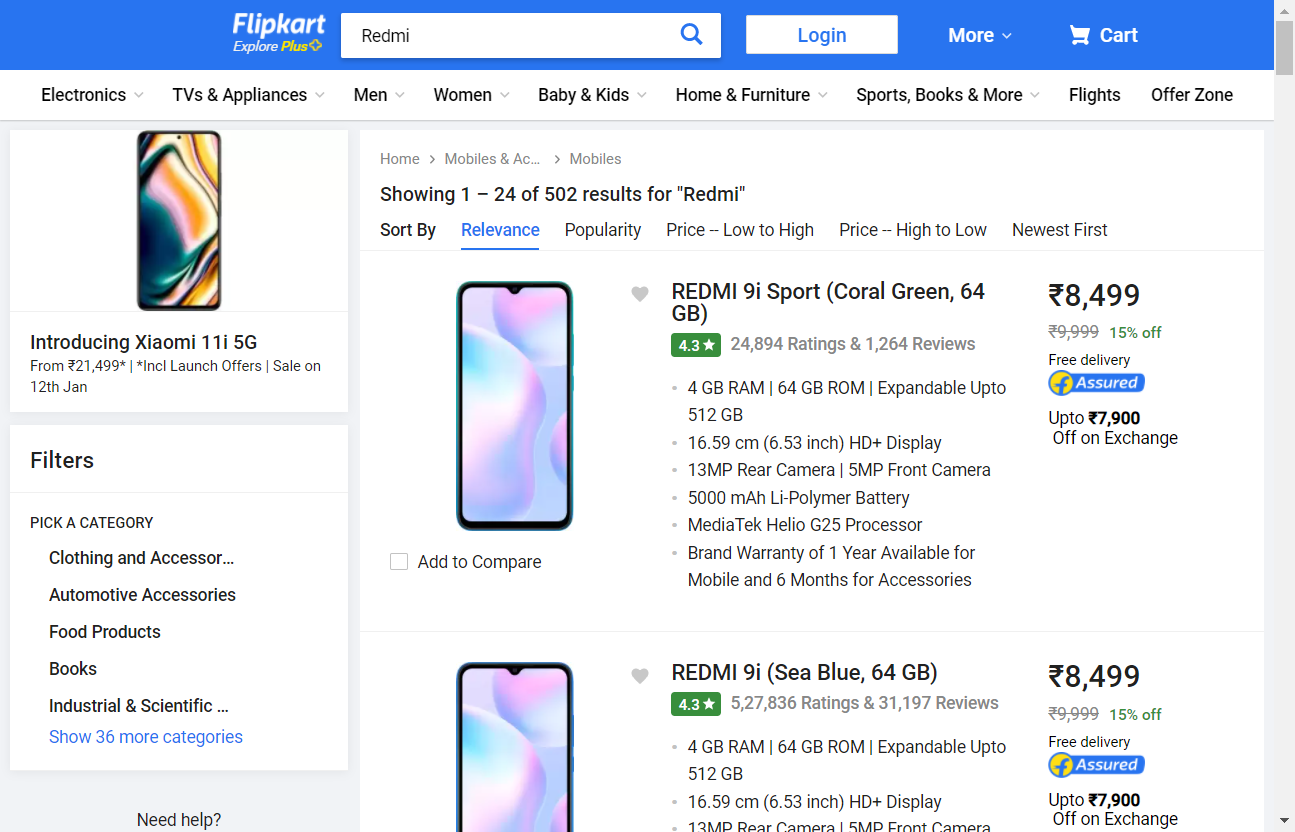 Flipkart
Explore Plus
Redmi
Login
More
Cart
Electronics
TVs & Appliances
Men
Women
Baby & Kids
Home & Furniture
Sports, Books & More
Flights
Offer Zone
Introducing Xiaomi 11i 5G
From ₹21,499* | *Incl Launch Offers | Sale on
12th Jan
Filters
PICK A CATEGORY
Clothing and Accessor...
Automotive Accessories
Food Products
Books
Industrial & Scientific ...
Show 36 more categories
Need help?
Home
Mobiles & Ac...
Mobiles
Showing 1 – 24 of 502 results for "Redmi"
Sort By
Relevance
Popularity
Price -- Low to High
Price -- High to Low
Newest First
Add to Compare
REDMI 9i Sport (Coral Green, 64
GB)
4.3★
24,894 Ratings & 1,264 Reviews
4 GB RAM | 64 GB ROM | Expandable Upto
512 GB
16.59 cm (6.53 inch) HD+ Display
13MP Rear Camera | 5MP Front Camera
5000 mAh Li-Polymer Battery
MediaTek Helio G25 Processor
Brand Warranty of 1 Year Available for
Mobile and 6 Months for Accessories
₹8,499
₹9,999 15% off
Free delivery
Assured
Upto ₹7,900
Off on Exchange
REDMI 9i (Sea Blue, 64 GB)
4.3★
5,27,836 Ratings & 31,197 Reviews
4 GB RAM | 64 GB ROM | Expandable Upto
512 GB
16.59 cm (6.53 inch) HD+ Display
13MP Rear Camera | 5MP Front Camera
₹8,499
₹9,999 15% off
Free delivery
Assured
Upto ₹7,900
Off on Exchange